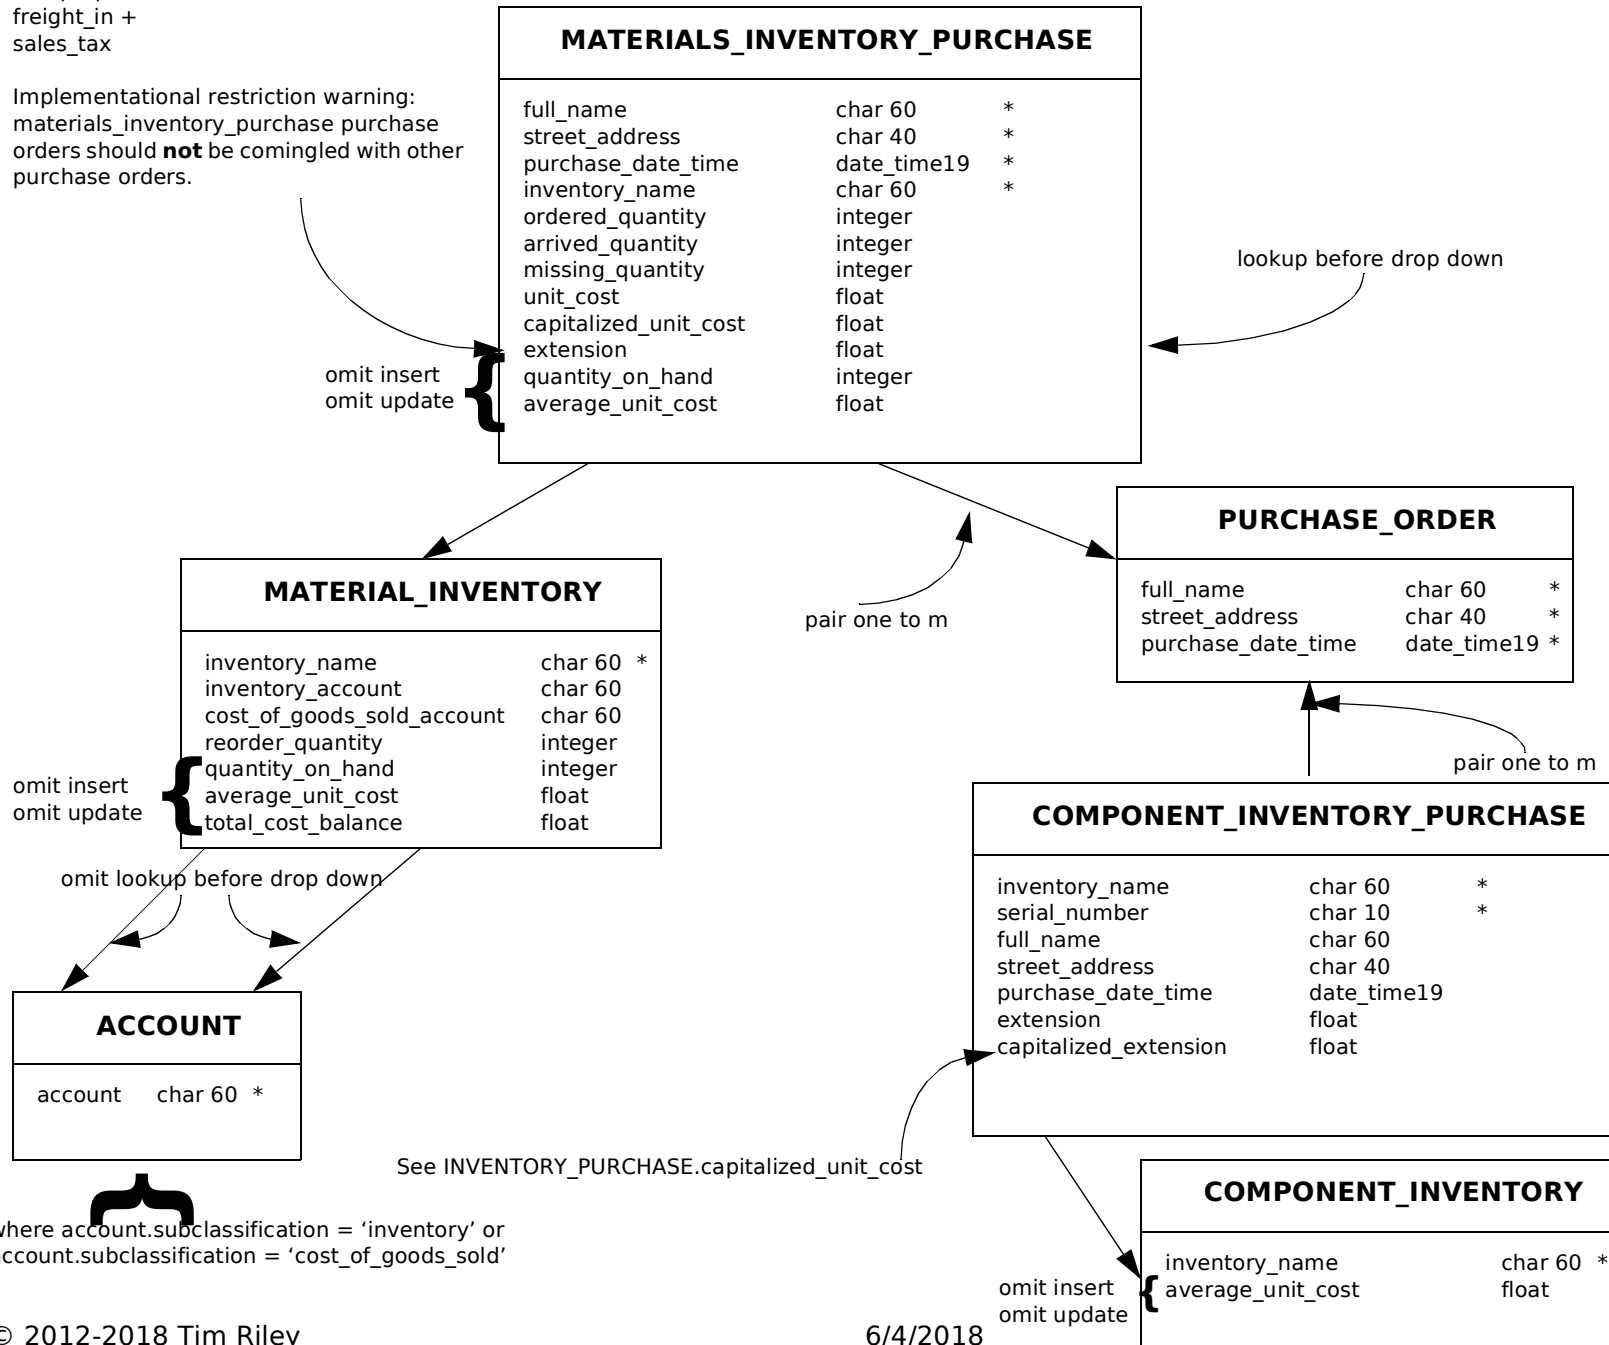 freight_in +
sales_tax
Implementational restriction warning:
materials_inventory_purchase purchase
orders should not be comingled with other
purchase orders.
MATERIALS_INVENTORY_PURCHASE
full_name char 60 *
street_address char 40 *
purchase_date_time date_time19 *
inventory_name char 60 *
ordered_quantity integer
arrived_quantity integer
missing_quantity integer
unit_cost float
capitalized_unit_cost float
extension float
quantity_on_hand integer
average_unit_cost float
omit insert
omit update
lookup before drop down
pair one to m
PURCHASE_ORDER
full_name char 60 *
street_address char 40 *
purchase_date_time date_time19 *
pair one to m
MATERIAL_INVENTORY
inventory_name char 60 *
inventory_account char 60
cost_of_goods_sold_account char 60
reorder_quantity integer
quantity_on_hand integer
average_unit_cost float
total_cost_balance float
omit insert
omit update
omit lookup before drop down
ACCOUNT
account char 60 *
where account.subclassification = ‘inventory’ or
account.subclassification = ‘cost_of_goods_sold’
COMPONENT_INVENTORY_PURCHASE
inventory_name char 60 *
serial_number char 10 *
full_name char 60
street_address char 40
purchase_date_time date_time19
extension float
capitalized_extension float
See INVENTORY_PURCHASE.capitalized_unit_cost
COMPONENT_INVENTORY
inventory_name char 60 *
average_unit_cost float
omit insert
omit update
© 2012-2018 Tim Riley
6/4/2018